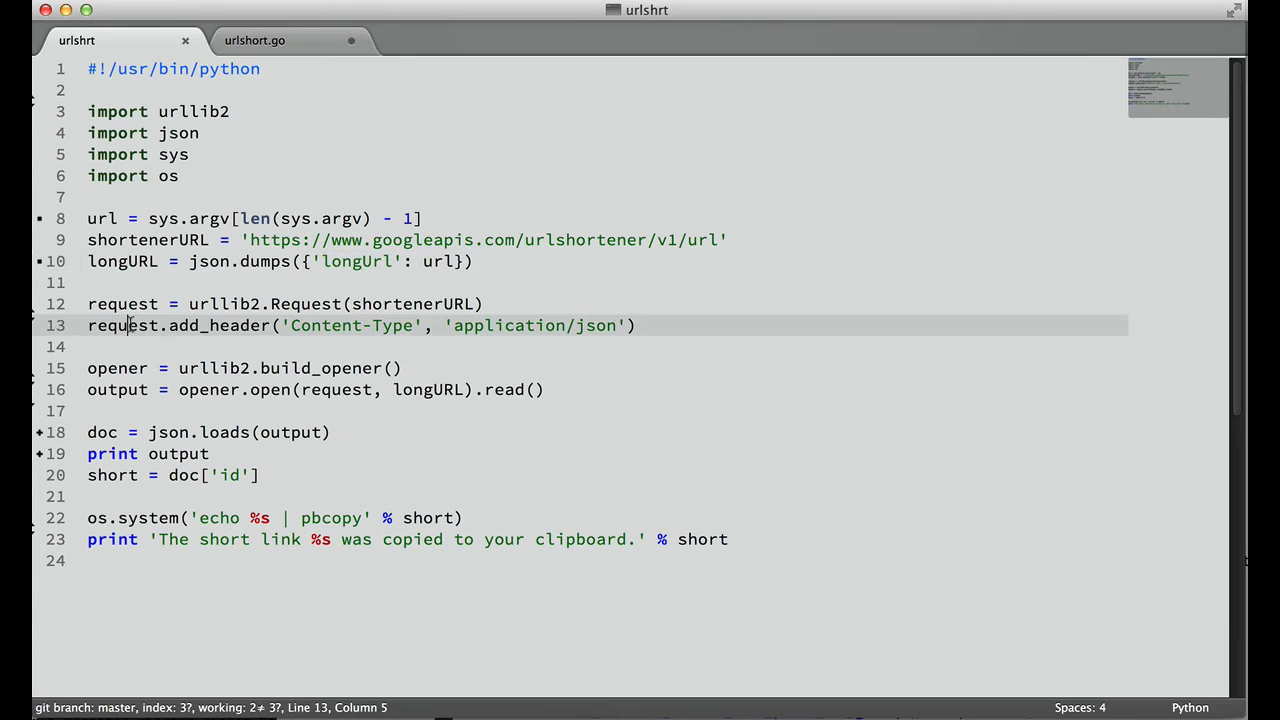 urlshrt
urlshrt × urlshort.go
1 #!/usr/bin/python
2
3 import urllib2
4 import json
5 import sys
6 import os
7
8 url = sys.argv[len(sys.argv) - 1]
9 shortenerURL = 'https://www.googleapis.com/urlshortener/v1/url'
10 longURL = json.dumps({'longUrl': url})
11
12 request = urllib2.Request(shortenerURL)
13 request.add_header('Content-Type', 'application/json')
14
15 opener = urllib2.build_opener()
16 output = opener.open(request, longURL).read()
17
18 doc = json.loads(output)
19 print output
20 short = doc['id']
21
22 os.system('echo %s | pbcopy' % short)
23 print 'The short link %s was copied to your clipboard.' % short
24
git branch: master, index: 3?, working: 2≠ 3?, Line 13, Column 5 Spaces: 4 Python